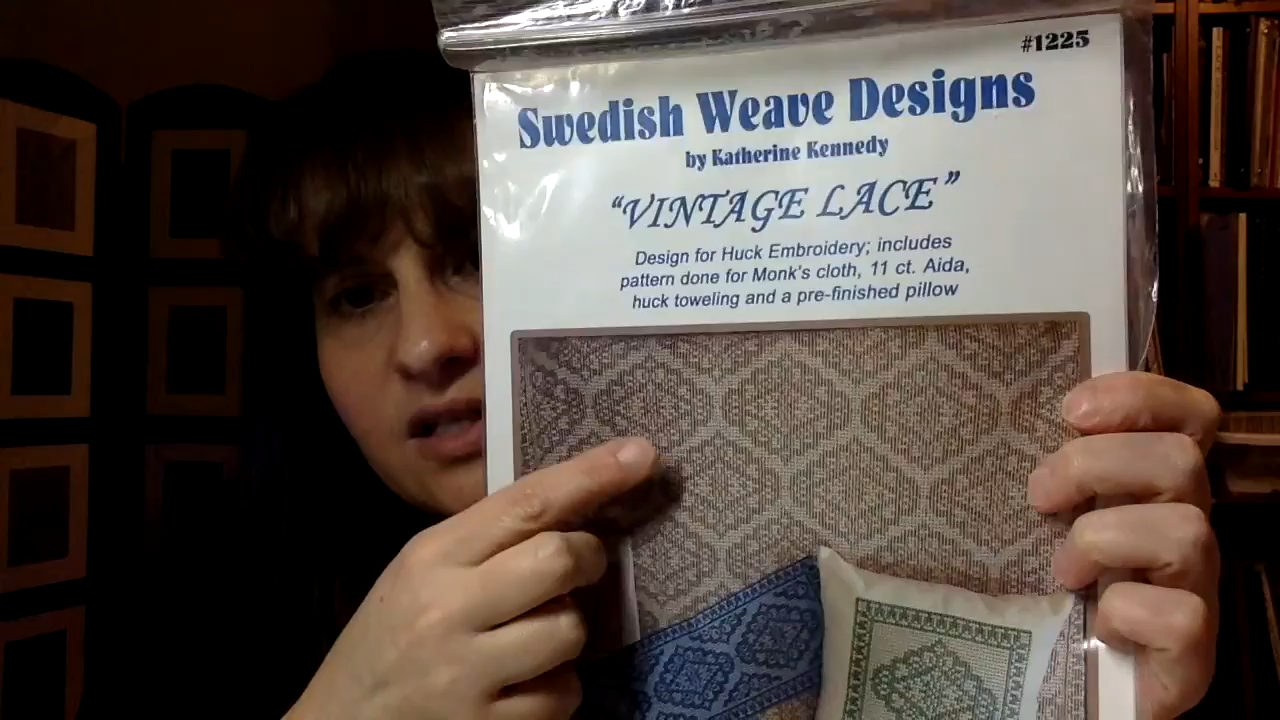 #1225
Swedish Weave Designs
by Katherine Kennedy
"VINTAGE LACE"
Design for Huck Embroidery; includes
pattern done for Monk's cloth, 11 ct. Aida,
huck toweling and a pre-finished pillow